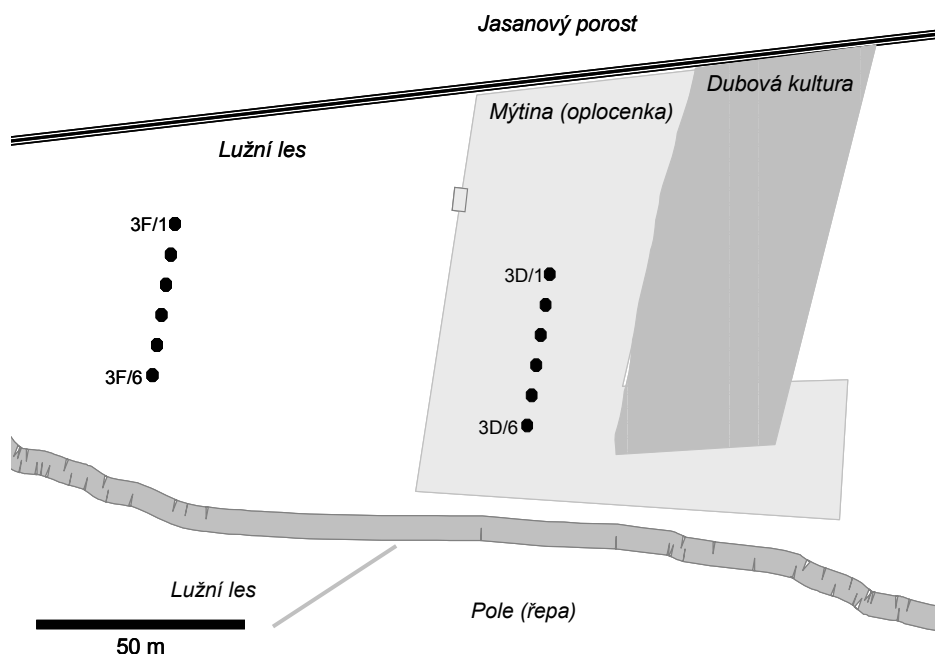 Jasanový porost
Dubová kultura
Mýtina (oplocenka)
Lužní les
3F/1
3D/1
3F/6
3D/6
Lužní les
Pole (řepa)
50 m